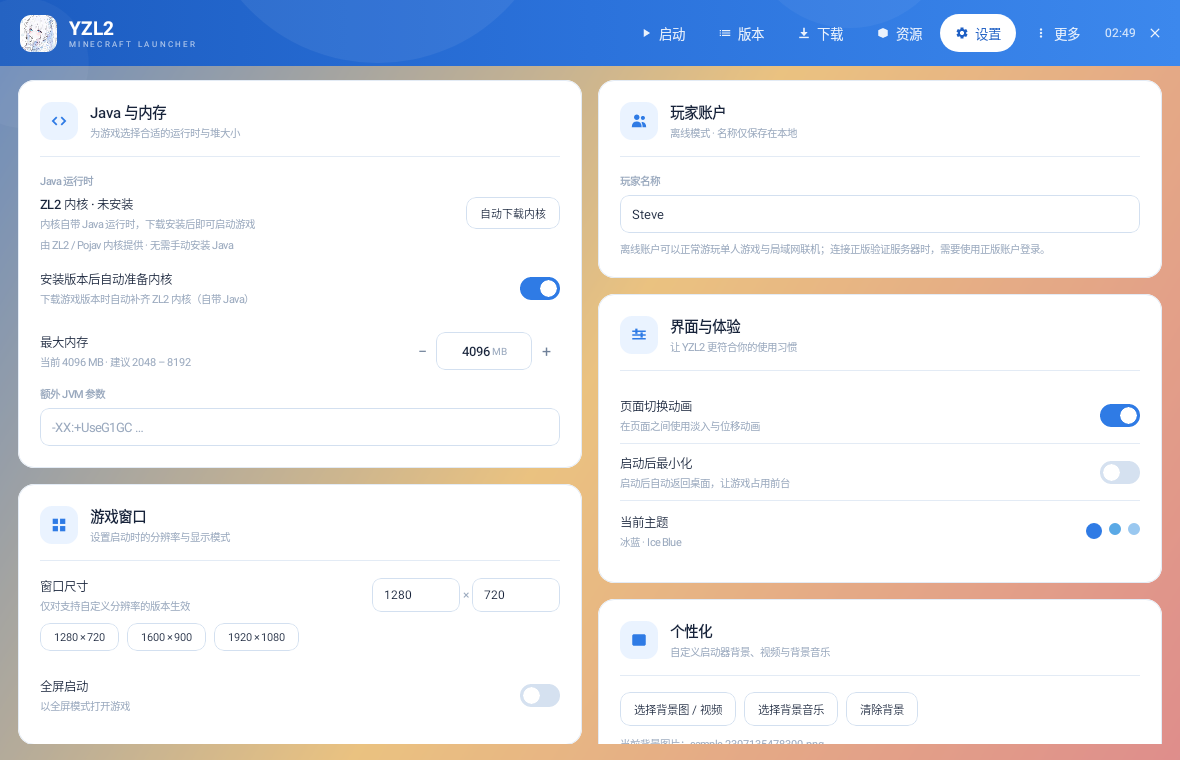 YZL2
MINECRAFT LAUNCHER
启动
版本
下载
资源
设置
更多
02:49
Java 与内存
为游戏选择合适的运行时与堆大小
Java 运行时
ZL2 内核 · 未安装
内核自带 Java 运行时，下载安装后即可启动游戏
由 ZL2 / Pojav 内核提供 · 无需手动安装 Java
自动下载内核
安装版本后自动准备内核
下载游戏版本时自动补齐 ZL2 内核（自带 Java）
最大内存
当前 4096 MB · 建议 2048 – 8192
− 4096 MB +
额外 JVM 参数
-XX:+UseG1GC ...
游戏窗口
设置启动时的分辨率与显示模式
窗口尺寸
仅对支持自定义分辨率的版本生效
1280 × 720
1280 × 720
1600 × 900
1920 × 1080
全屏启动
以全屏模式打开游戏
玩家账户
离线模式 · 名称仅保存在本地
玩家名称
Steve
离线账户可以正常游玩单人游戏与局域网联机；连接正版验证服务器时，需要使用正版账户登录。
界面与体验
让 YZL2 更符合你的使用习惯
页面切换动画
在页面之间使用淡入与位移动画
启动后最小化
启动后自动返回桌面，让游戏占用前台
当前主题
冰蓝 · Ice Blue
个性化
自定义启动器背景、视频与背景音乐
选择背景图 / 视频
选择背景音乐
清除背景